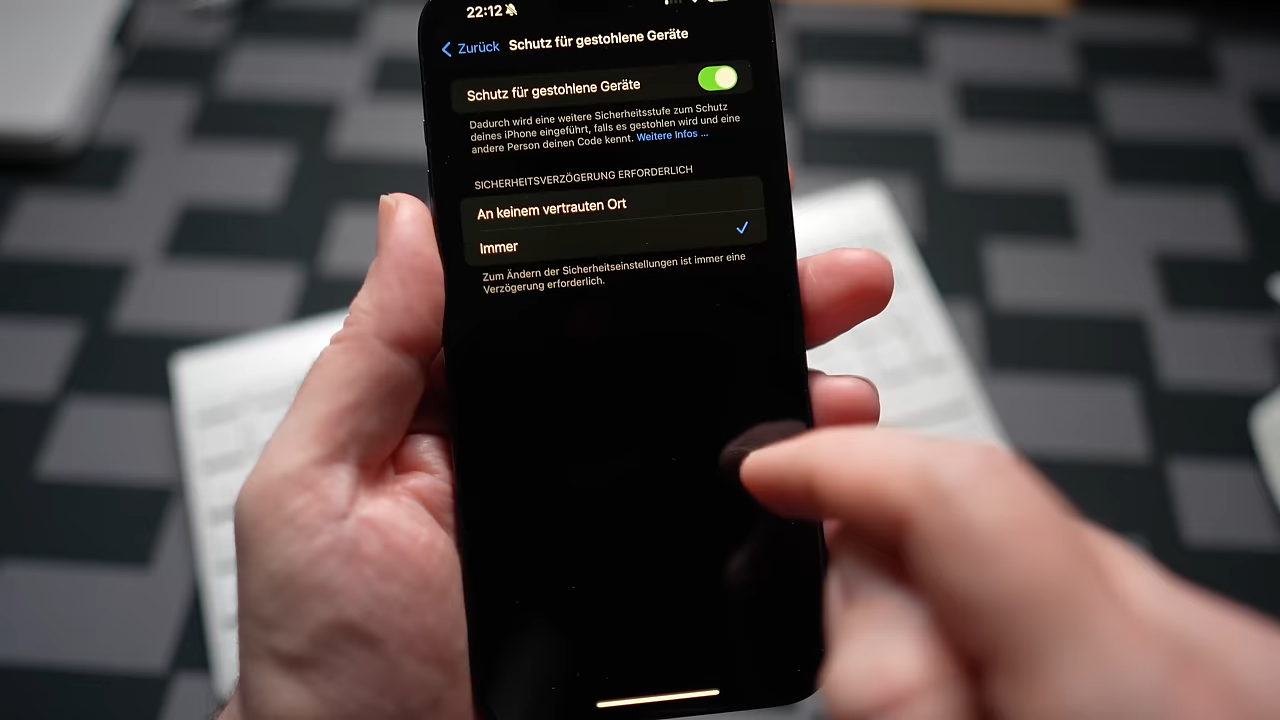 22:12
Zurück Schutz für gestohlene Geräte
Schutz für gestohlene Geräte
Dadurch wird eine weitere Sicherheitsstufe zum Schutz
deines iPhone eingeführt, falls es gestohlen wird und eine
andere Person deinen Code kennt. Weitere Infos ...
SICHERHEITSVERZÖGERUNG ERFORDERLICH
An keinem vertrauten Ort
Immer
Zum Ändern der Sicherheitseinstellungen ist immer eine
Verzögerung erforderlich.